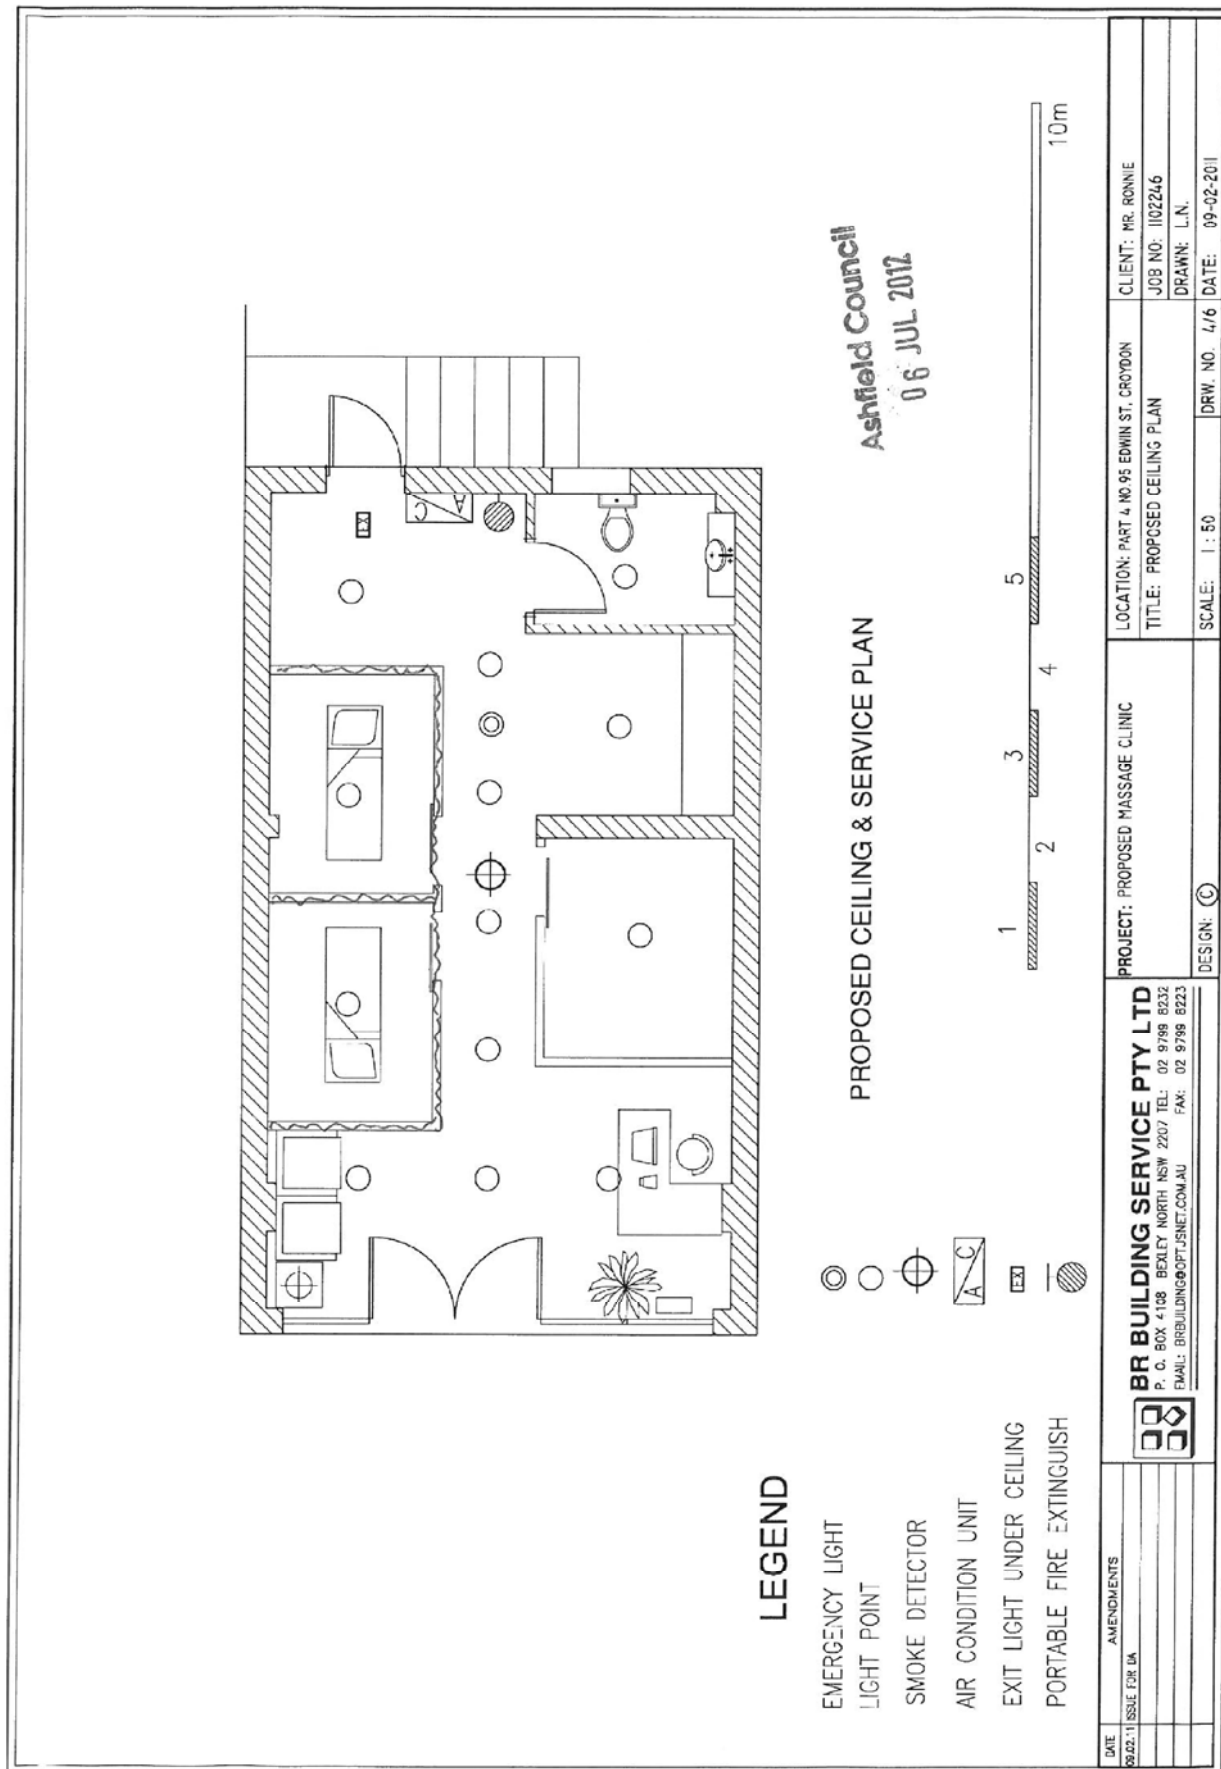 EX
A C
PROPOSED CEILING & SERVICE PLAN
Ashfield Council
06 JUL 2012
1 2 3 4 5 10m
LEGEND
EMERGENCY LIGHT
LIGHT POINT
SMOKE DETECTOR
AIR CONDITION UNIT
A C
EXIT LIGHT UNDER CEILING
EX
PORTABLE FIRE EXTINGUISH
DATE AMENDMENTS
09.02.11 ISSUE FOR DA
BR BUILDING SERVICE PTY LTD
P. O. BOX 4108 BEXLEY NORTH NSW 2207 TEL: 02 9799 8232
EMAIL: BRBUILDING@OPTJSNET.COM.AU FAX: 02 9799 8223
PROJECT: PROPOSED MASSAGE CLINIC
DESIGN: C
LOCATION: PART 4 NO.95 EDWIN ST, CROYDON
TITLE: PROPOSED CEILING PLAN
SCALE: 1 : 50
DRW. NO. 4/6
CLIENT: MR. RONNIE
JOB NO: 1102246
DRAWN: L.N.
DATE: 09-02-2011